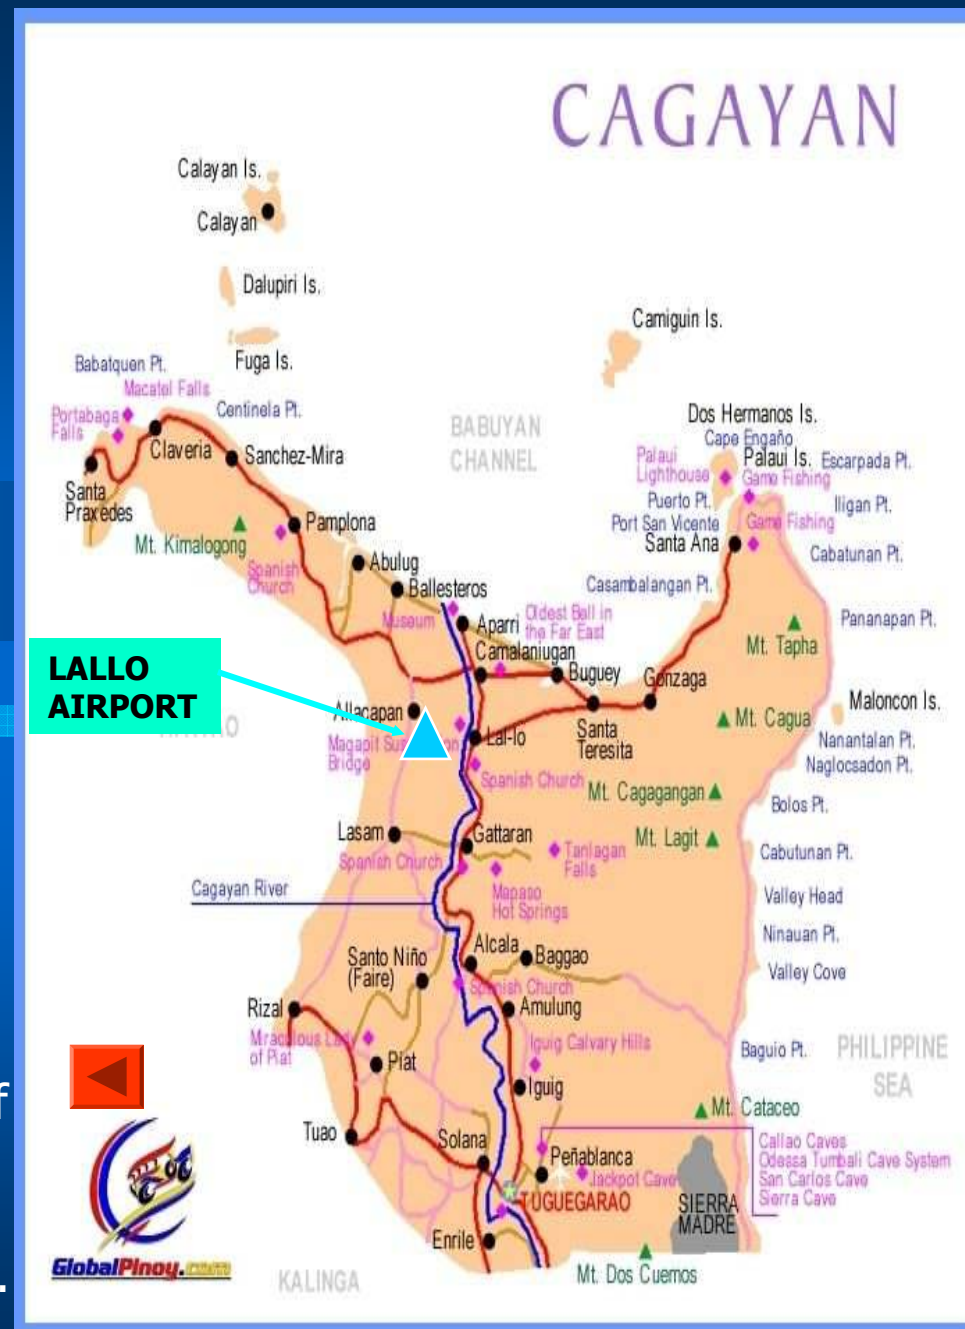 CAGAYAN
Calayan Is.
Calayan
Dalupiri Is.
Camiguin Is.
Fuga Is.
Babatquen Pt.
Macatel Falls
Centinela Pt.
Portabaga
Falls
Claveria
Sanchez-Mira
Santa
Praxedes
BABUYAN
CHANNEL
Dos Hermanos Is.
Cape Engaño
Palaui Is.
Escarpada Pt.
Palaui
Lighthouse
Game Fishing
Puerto Pt.
Iligan Pt.
Port San Vicente
Game Fishing
Santa Ana
Cabatunan Pt.
Pamplona
Mt. Kimalogong
Spanish
Church
Abulug
Ballesteros
Casambalangan Pt.
Museum
Aparri
Oldest Bell in
the Far East
Pananapan Pt.
Mt. Tapha
Camalaniugan
Buguey
Gonzaga
LALLO
AIRPORT
Maloncon Is.
Allacapan
Mt. Cagua
Lal-lo
Santa
Teresita
Nanantalan Pt.
Magapit
Bridge
Naglocsadon Pt.
Spanish Church
Mt. Cagagangan
Bolos Pt.
Lasam
Gattaran
Mt. Lagit
Tanlagan
Falls
Cabutunan Pt.
Spanish Church
Cagayan River
Mapaso
Hot Springs
Valley Head
Ninauan Pt.
Alcala
Baggao
Santo Niño
(Faire)
Valley Cove
Spanish Church
Rizal
Amulung
Miraculous Lady
of Piat
Iguig Calvary Hills
Baguio Pt.
PHILIPPINE
SEA
Piat
Iguig
f
Mt. Cataceo
Tuao
Solana
Callao Caves
Odessa Tumbali Cave System
San Carlos Cave
Sierra Cave
Peñablanca
Jackpot Cave
TUGUEGARAO
SIERRA
MADRE
Enrile
GlobalPinoy.com
KALINGA
Mt. Dos Cuernos
.